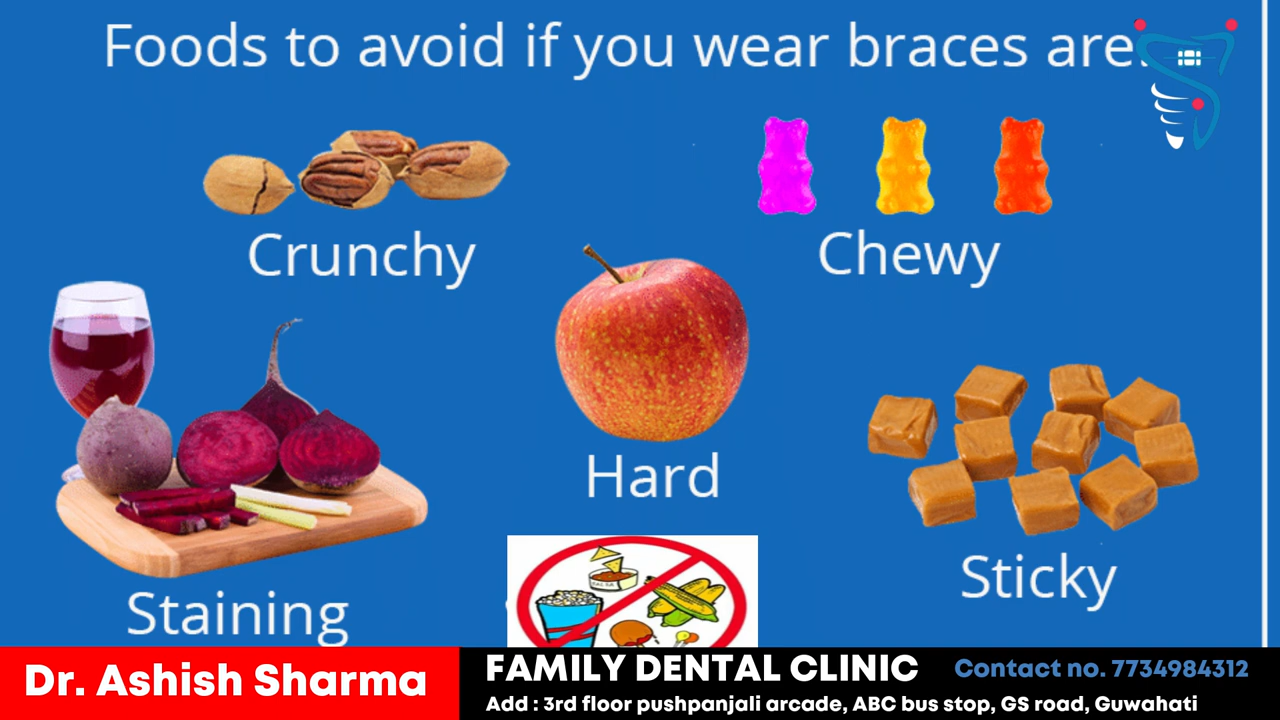 Foods to avoid if you wear braces are:
Crunchy
Chewy
Hard
Sticky
Staining
Dr. Ashish Sharma
FAMILY DENTAL CLINIC
Contact no. 7734984312
Add : 3rd floor pushpanjali arcade, ABC bus stop, GS road, Guwahati